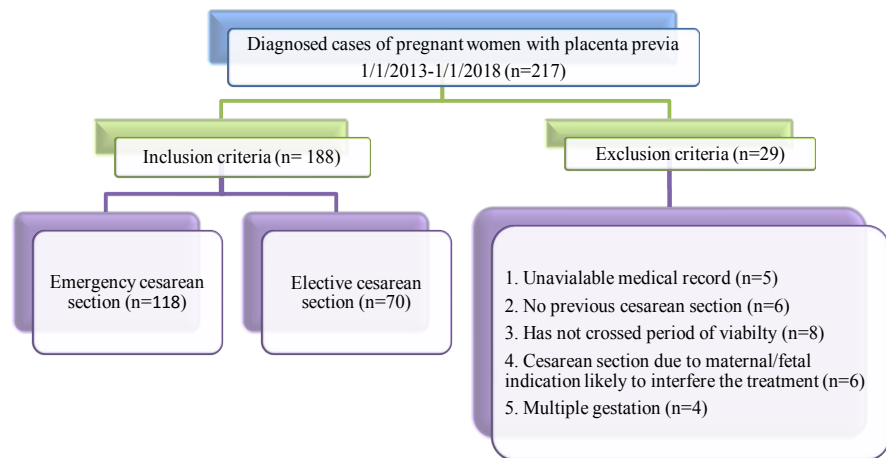 Diagnosed cases of pregnant women with placenta previa
1/1/2013-1/1/2018 (n=217)
Inclusion criteria (n= 188)
Exclusion criteria (n=29)
Emergency cesarean
section (n=118)
Elective cesarean
section (n=70)
1. Unavialable medical record (n=5)
2. No previous cesarean section (n=6)
3. Has not crossed period of viabilty (n=8)
4. Cesarean section due to maternal/fetal
indication likely to interfere the treatment (n=6)
5. Multiple gestation (n=4)